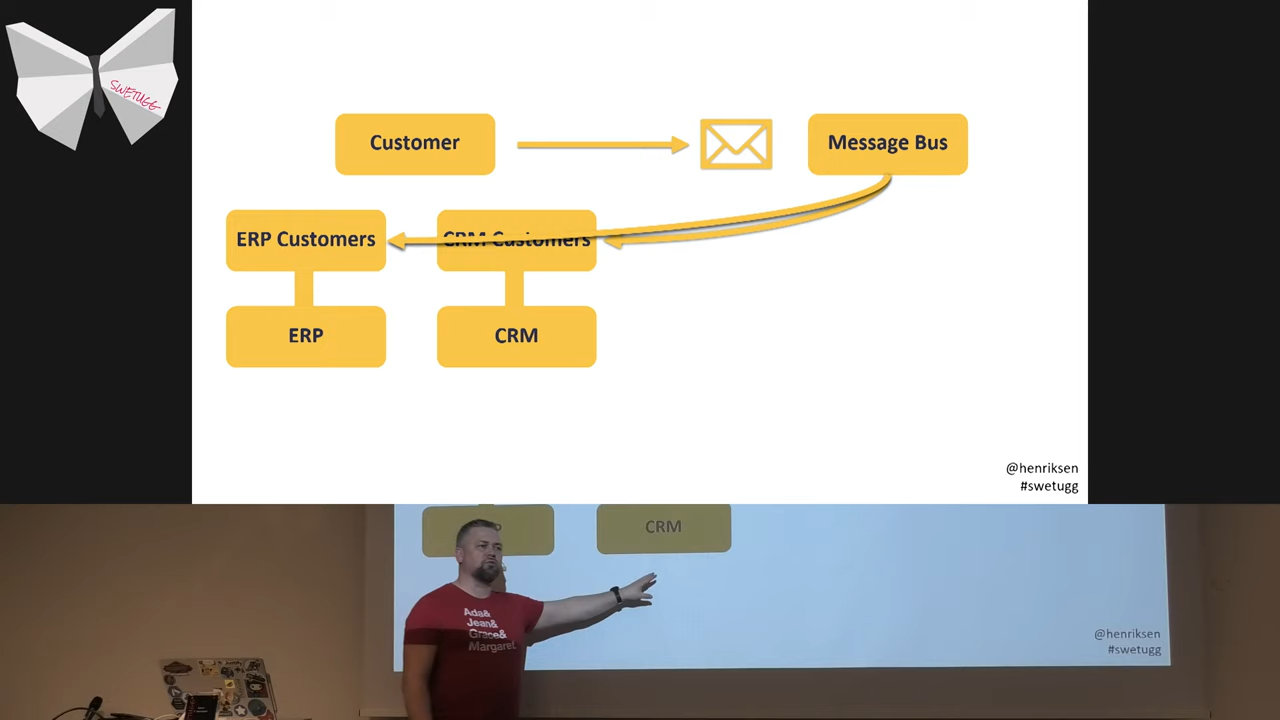 SWETUGG
Customer
Message Bus
ERP Customers
CRM Customers
ERP
CRM
@henriksen
#swetugg
CRM
Ada&
Jean&
Grace&
Margaret.
@henriksen
#swetugg